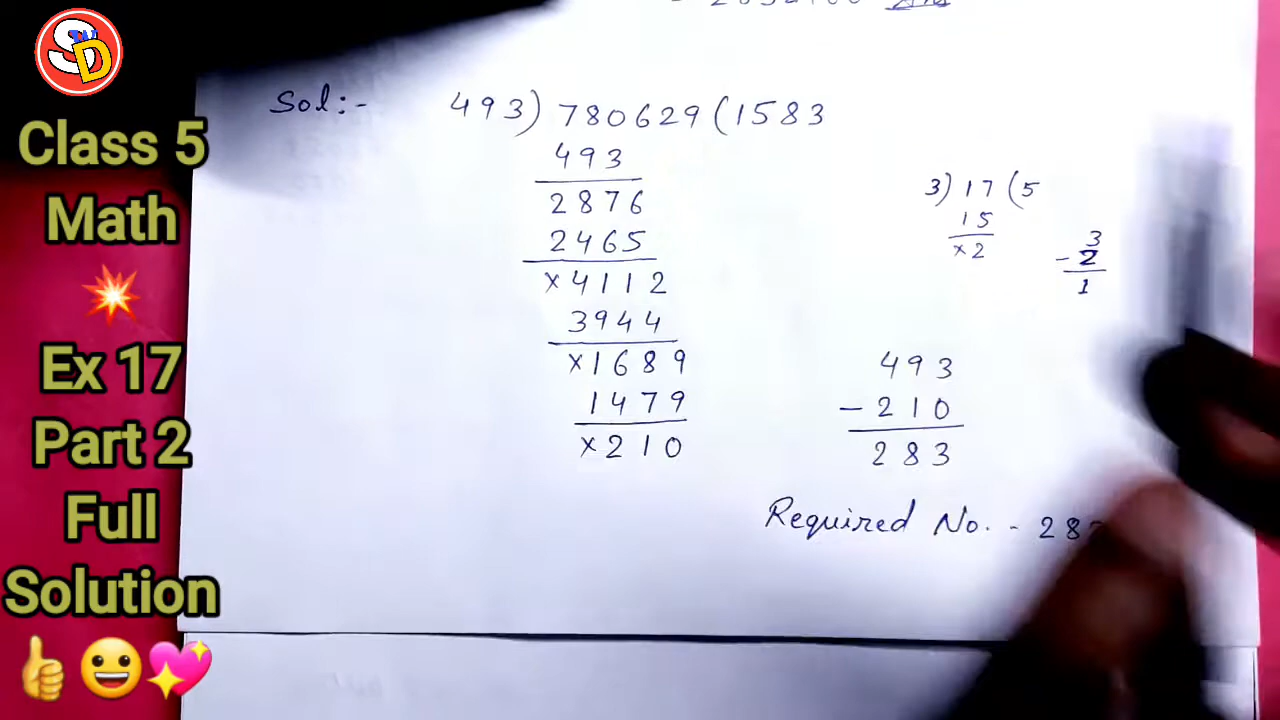 SD
Class 5
Math
💥
Ex 17
Part 2
Full
Solution
👍😀💖
Sol:-
493) 780629 (1583
493
2876
2465
×4112
3944
×1689
1479
×210
3) 17 (5
15
×2
3
- 2
1
493
- 210
283
Required No. - 28